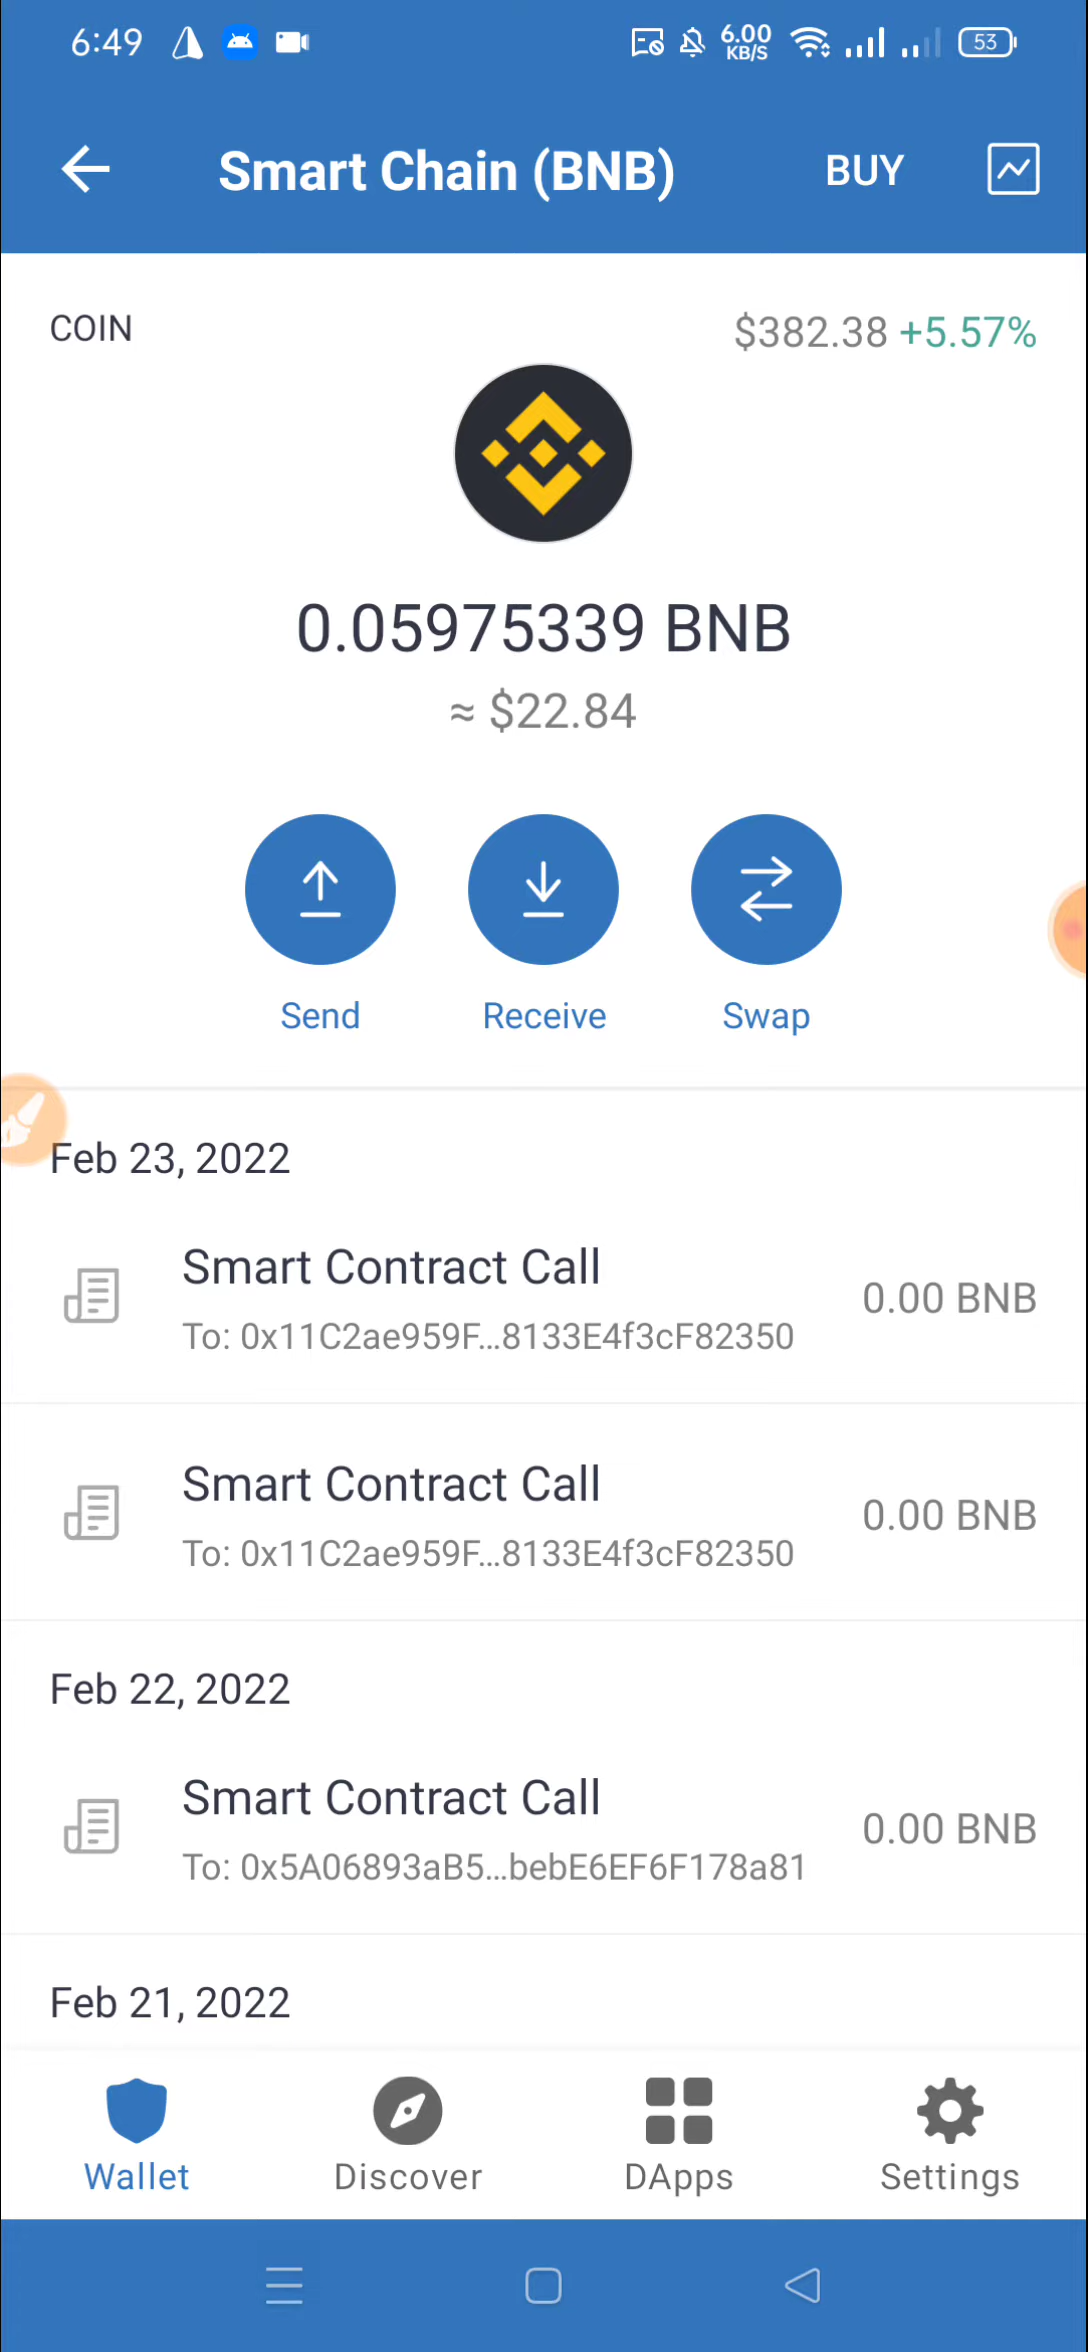 6:49
6.00
KB/S
53
Smart Chain (BNB)
BUY
COIN
$382.38 +5.57%
0.05975339 BNB
≈ $22.84
Send
Receive
Swap
Feb 23, 2022
Smart Contract Call
0.00 BNB
To: 0x11C2ae959F...8133E4f3cF82350
Smart Contract Call
0.00 BNB
To: 0x11C2ae959F...8133E4f3cF82350
Feb 22, 2022
Smart Contract Call
0.00 BNB
To: 0x5A06893aB5...bebE6EF6F178a81
Feb 21, 2022
Wallet
Discover
DApps
Settings